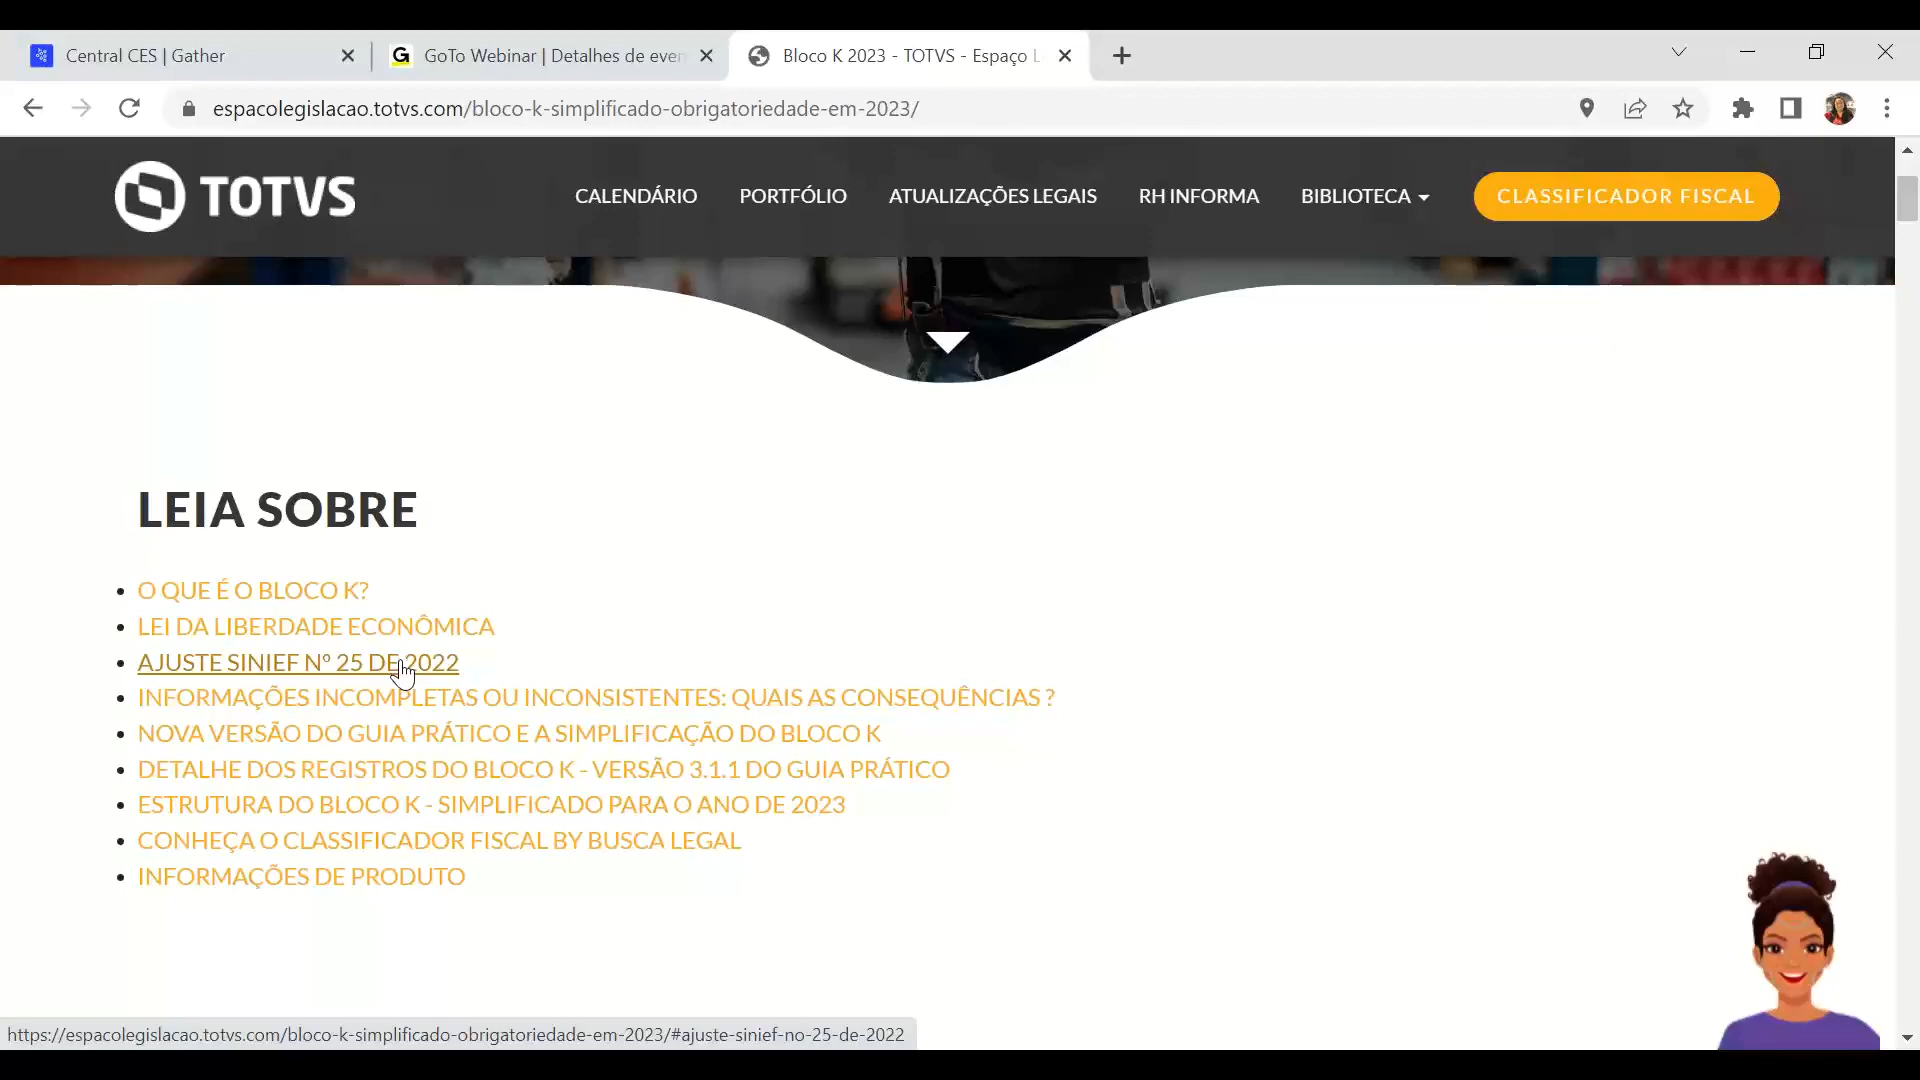 Central CES | Gather
GoTo Webinar | Detalhes de even
Bloco K 2023 - TOTVS - Espaço L
espacolegislacao.totvs.com/bloco-k-simplificado-obrigatoriedade-em-2023/
TOTVS
CALENDÁRIO
PORTFÓLIO
ATUALIZAÇÕES LEGAIS
RH INFORMA
BIBLIOTECA
CLASSIFICADOR FISCAL
LEIA SOBRE
O QUE É O BLOCO K?
LEI DA LIBERDADE ECONÔMICA
AJUSTE SINIEF Nº 25 DE 2022
INFORMAÇÕES INCOMPLETAS OU INCONSISTENTES: QUAIS AS CONSEQUÊNCIAS ?
NOVA VERSÃO DO GUIA PRÁTICO E A SIMPLIFICAÇÃO DO BLOCO K
DETALHE DOS REGISTROS DO BLOCO K - VERSÃO 3.1.1 DO GUIA PRÁTICO
ESTRUTURA DO BLOCO K - SIMPLIFICADO PARA O ANO DE 2023
CONHEÇA O CLASSIFICADOR FISCAL BY BUSCA LEGAL
INFORMAÇÕES DE PRODUTO
https://espacolegislacao.totvs.com/bloco-k-simplificado-obrigatoriedade-em-2023/#ajuste-sinief-no-25-de-2022